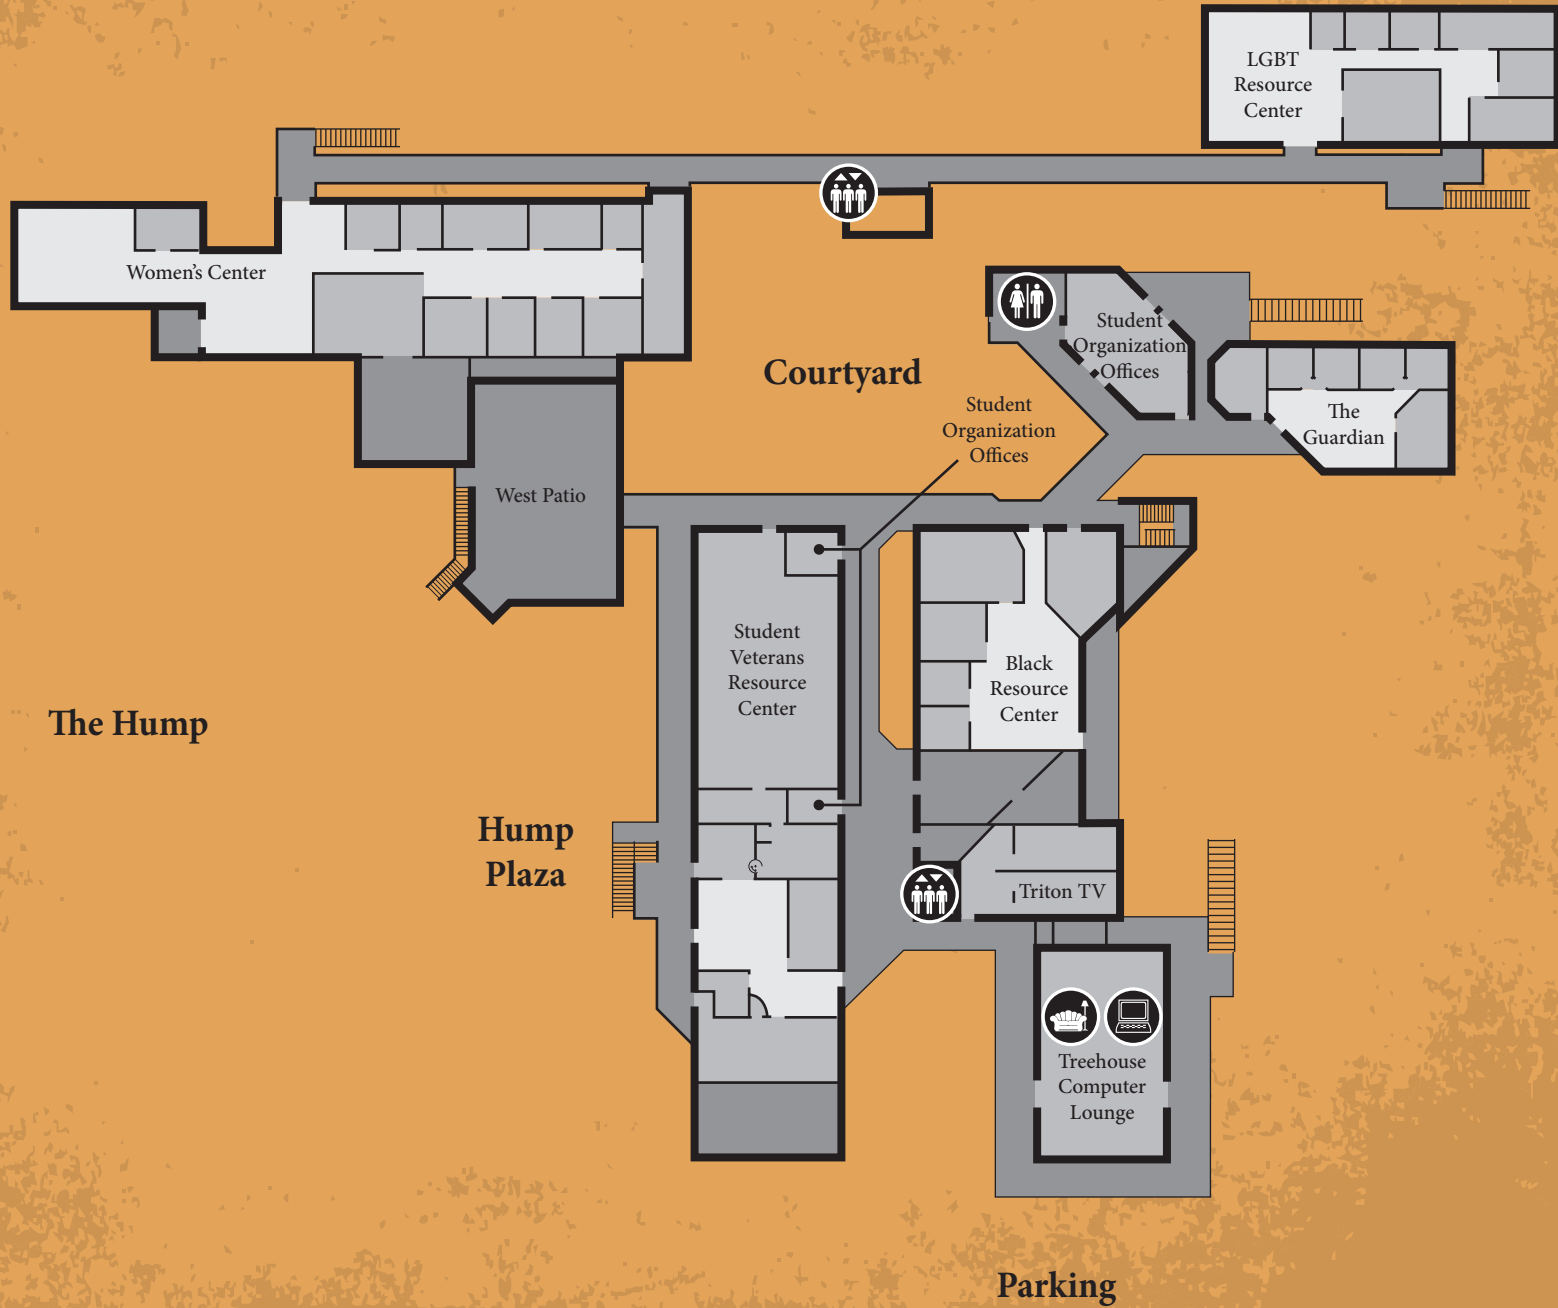 LGBT
Resource
Center
Women's Center
Student
Organization
Offices
Courtyard
Student
Organization
Offices
The
Guardian
West Patio
Student
Veterans
Resource
Center
Black
Resource
Center
The Hump
Hump
Plaza
Triton TV
Treehouse
Computer
Lounge
Parking